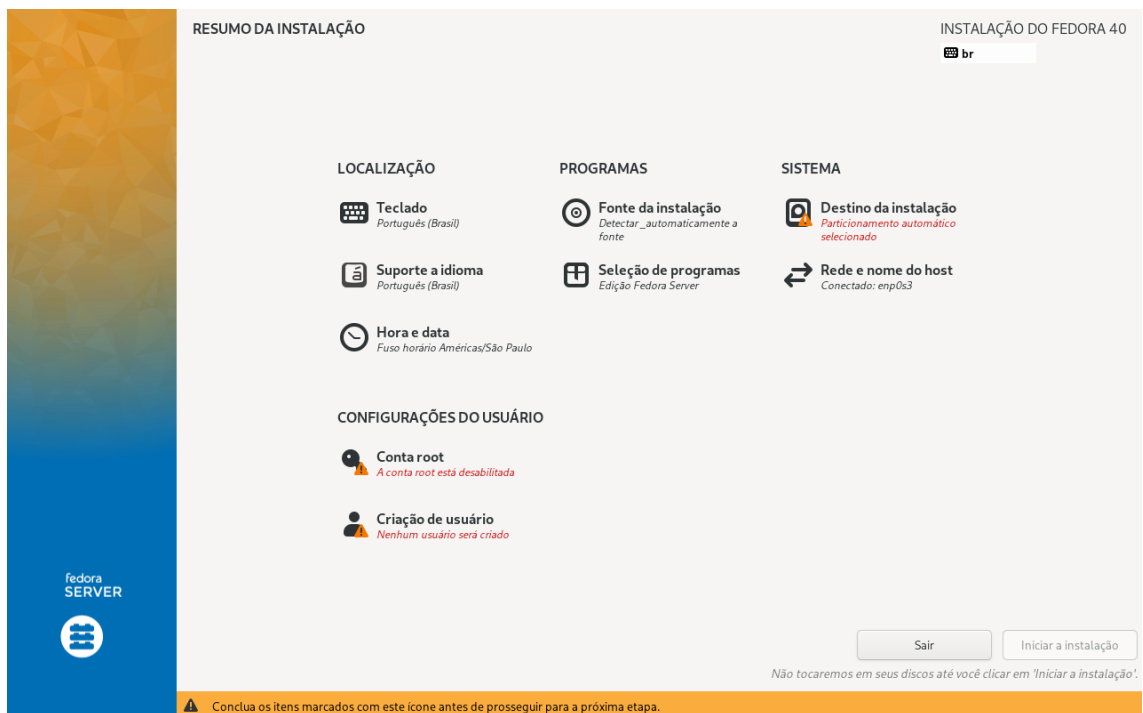 RESUMO DA INSTALAÇÃO
INSTALAÇÃO DO FEDORA 40
br
LOCALIZAÇÃO
Teclado
Português (Brasil)
Suporte a idioma
Português (Brasil)
Hora e data
Fuso horário Américas/São Paulo
PROGRAMAS
Fonte da instalação
Detectar_automaticamente a
fonte
Seleção de programas
Edição Fedora Server
SISTEMA
Destino da instalação
Particionamento automático
selecionado
Rede e nome do host
Conectado: enp0s3
CONFIGURAÇÕES DO USUÁRIO
Conta root
A conta root está desabilitada
Criação de usuário
Nenhum usuário será criado
fedora
SERVER
Sair
Iniciar a instalação
Não tocaremos em seus discos até você clicar em 'Iniciar a instalação'.
Conclua os itens marcados com este ícone antes de prosseguir para a próxima etapa.